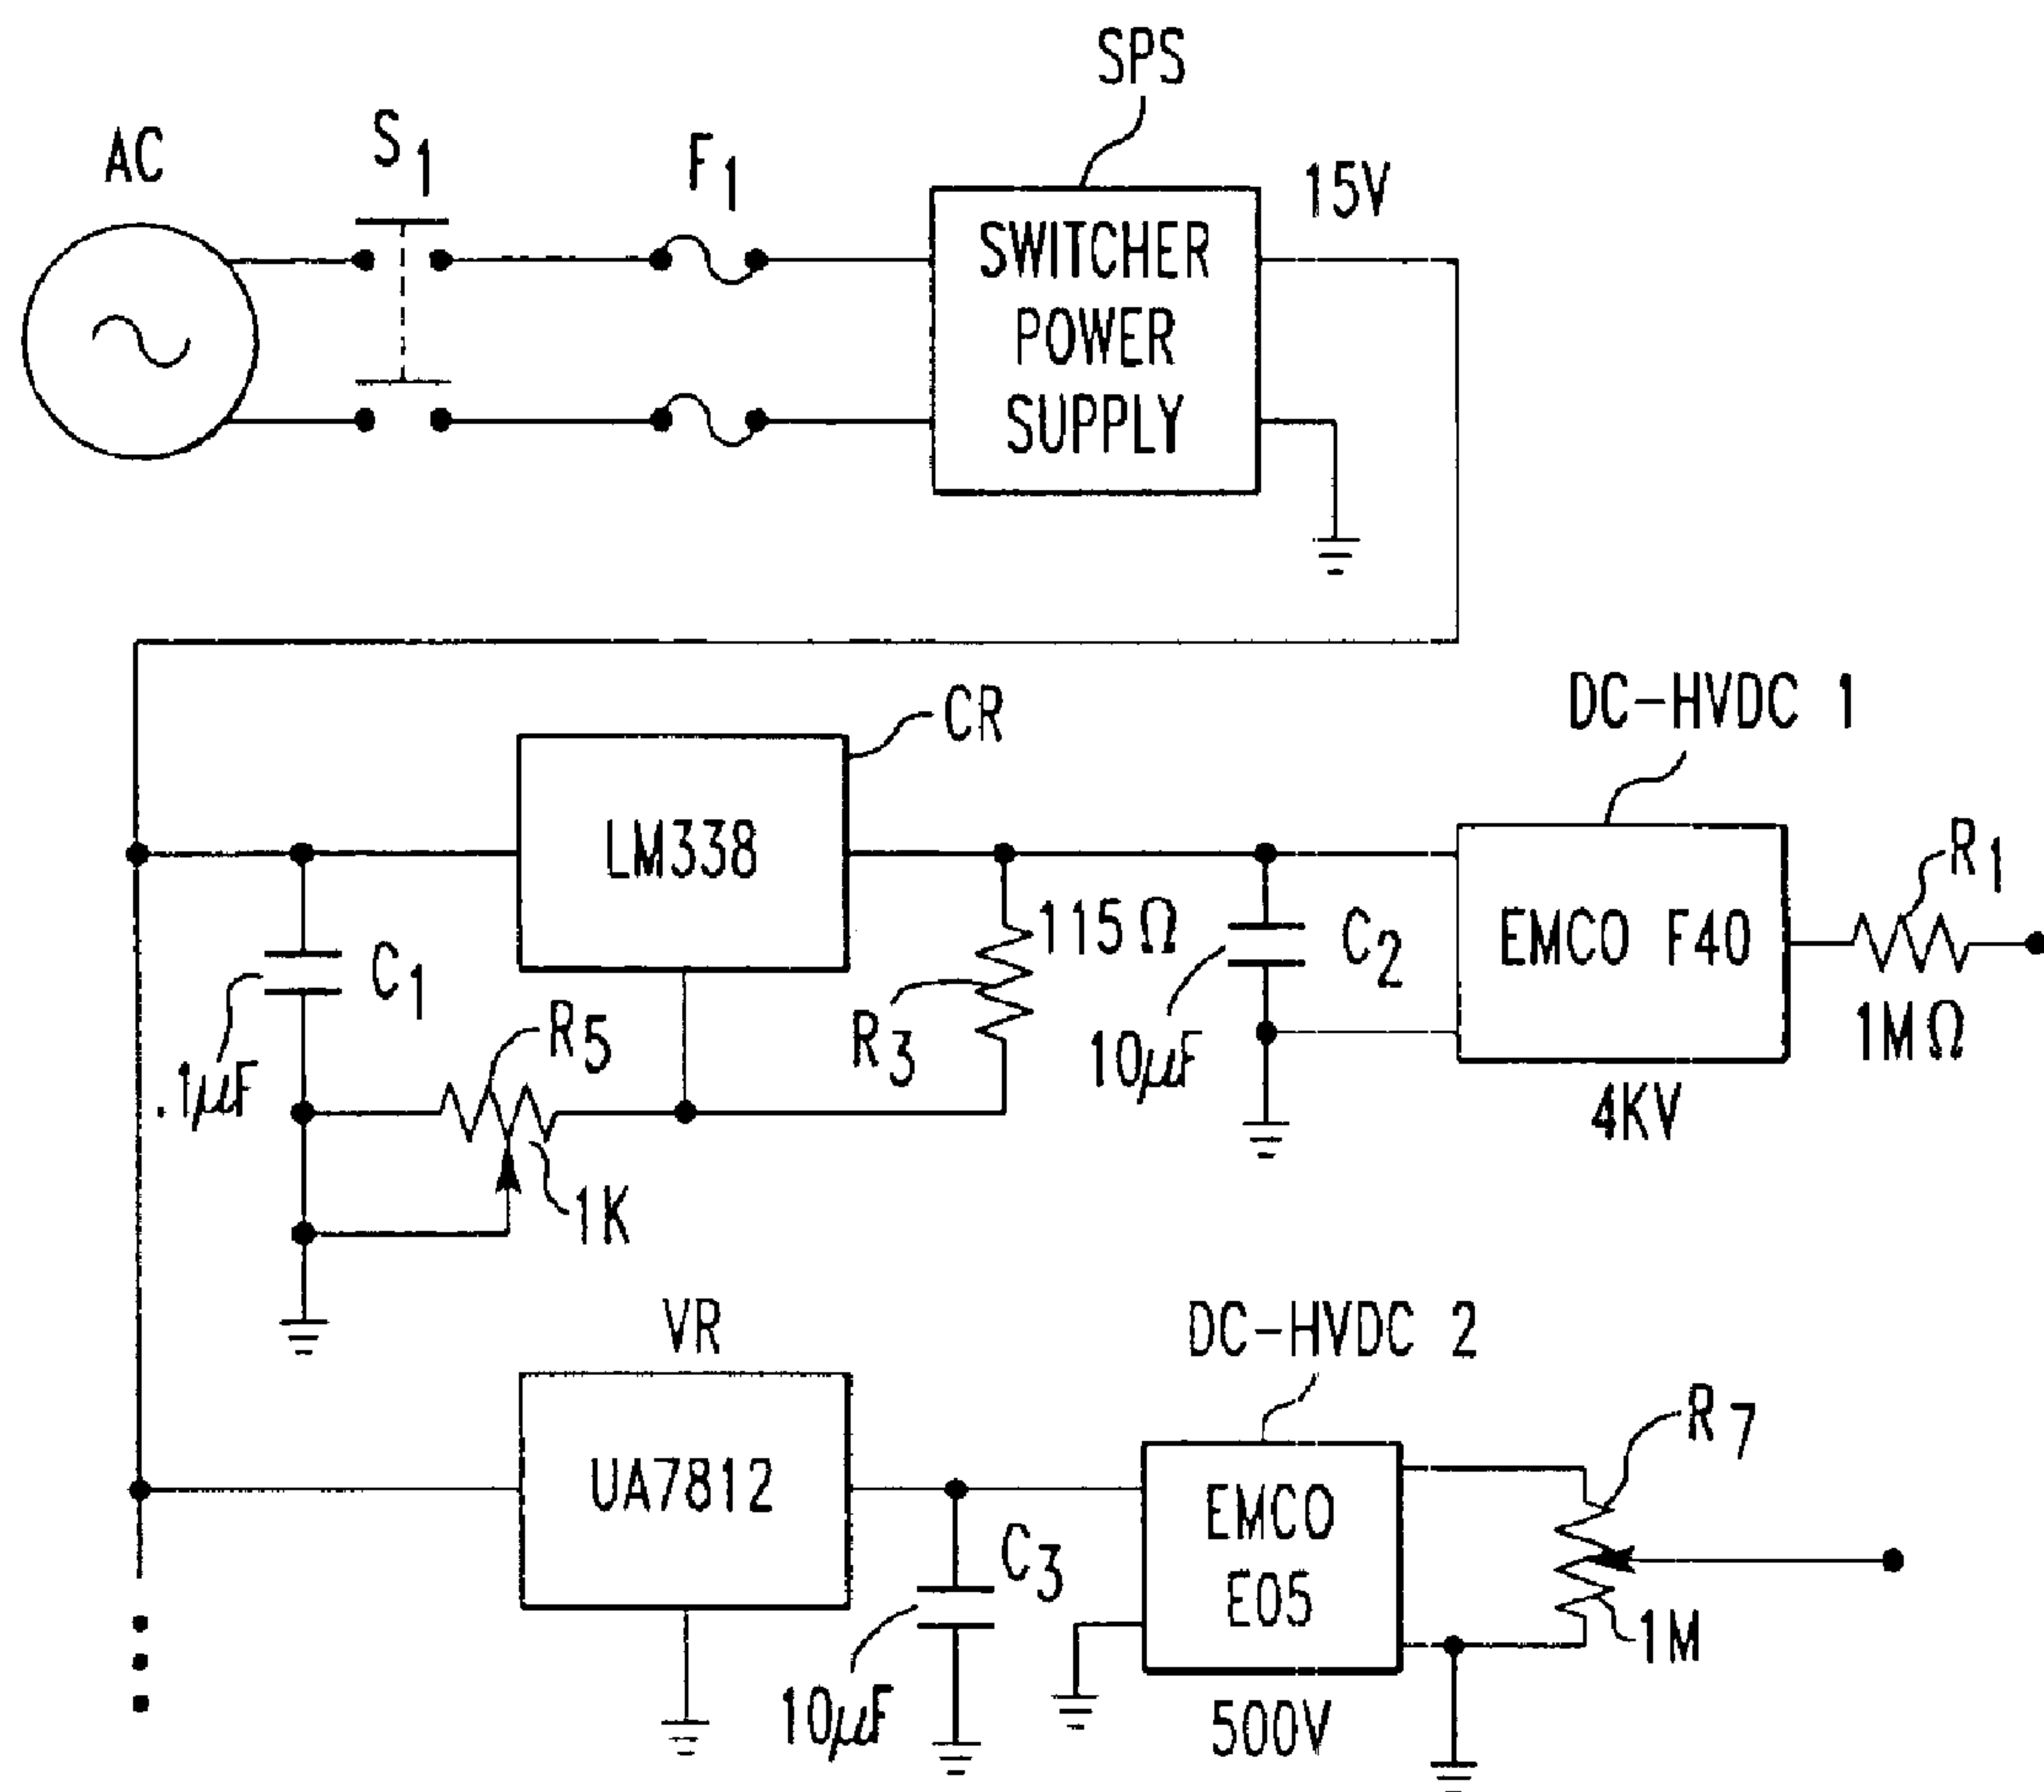 SPS
AC
S1
F1
15V
SWITCHER
POWER
SUPPLY
CR
DC-HVDC 1
LM338
R1
115Ω
EMCO F40
C1
C2
R5
R3
.1µF
10µF
1MΩ
4KV
1K
VR
DC-HVDC 2
R7
UA7812
EMCO
E05
C3
1M
10µF
500V